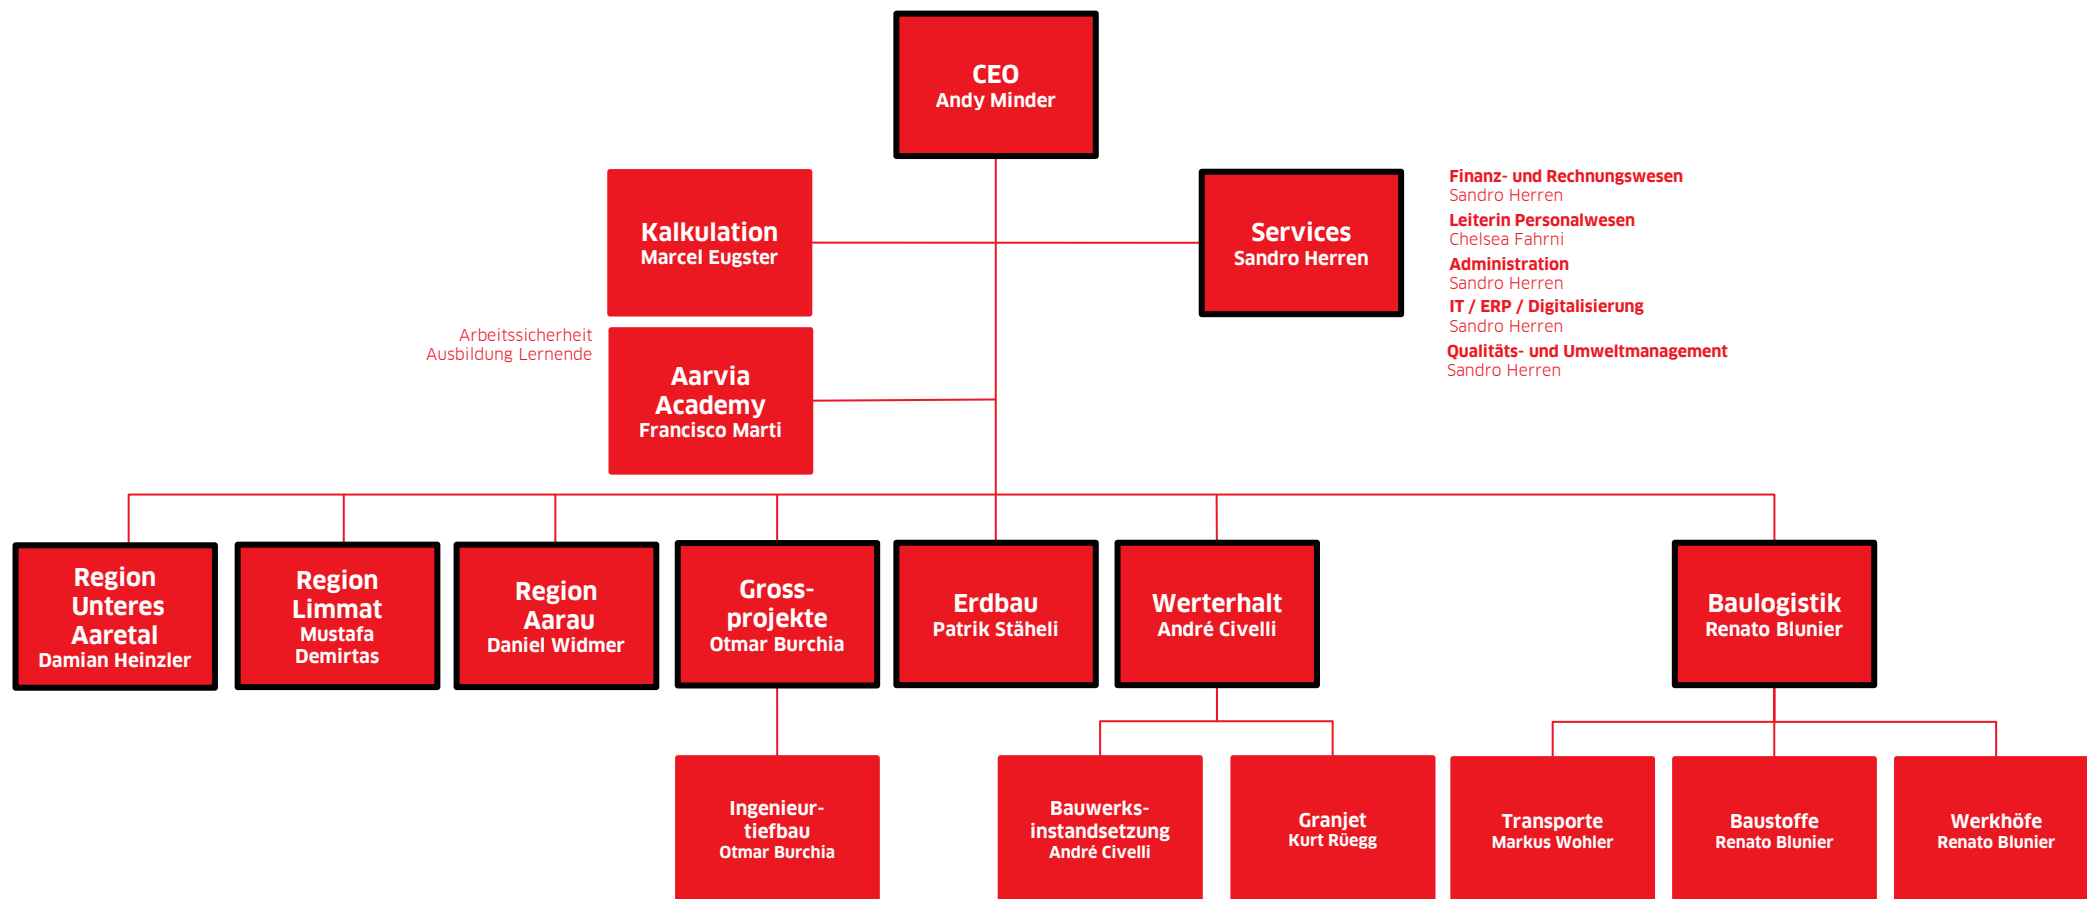 CEO
Andy Minder
Kalkulation
Marcel Eugster
Services
Sandro Herren
Finanz- und Rechnungswesen
Sandro Herren
Leiterin Personalwesen
Chelsea Fahrni
Administration
Sandro Herren
IT / ERP / Digitalisierung
Sandro Herren
Qualitäts- und Umweltmanagement
Sandro Herren
Arbeitssicherheit
Ausbildung Lernende
Aarvia
Academy
Francisco Marti
Region
Unteres
Aaretal
Damian Heinzler
Region
Limmat
Mustafa
Demirtas
Region
Aarau
Daniel Widmer
Gross-
projekte
Otmar Burchia
Erdbau
Patrik Stäheli
Werterhalt
André Civelli
Baulogistik
Renato Blunier
Ingenieur-
tiefbau
Otmar Burchia
Bauwerks-
instandsetzung
André Civelli
Granjet
Kurt Rüegg
Transporte
Markus Wohler
Baustoffe
Renato Blunier
Werkhöfe
Renato Blunier